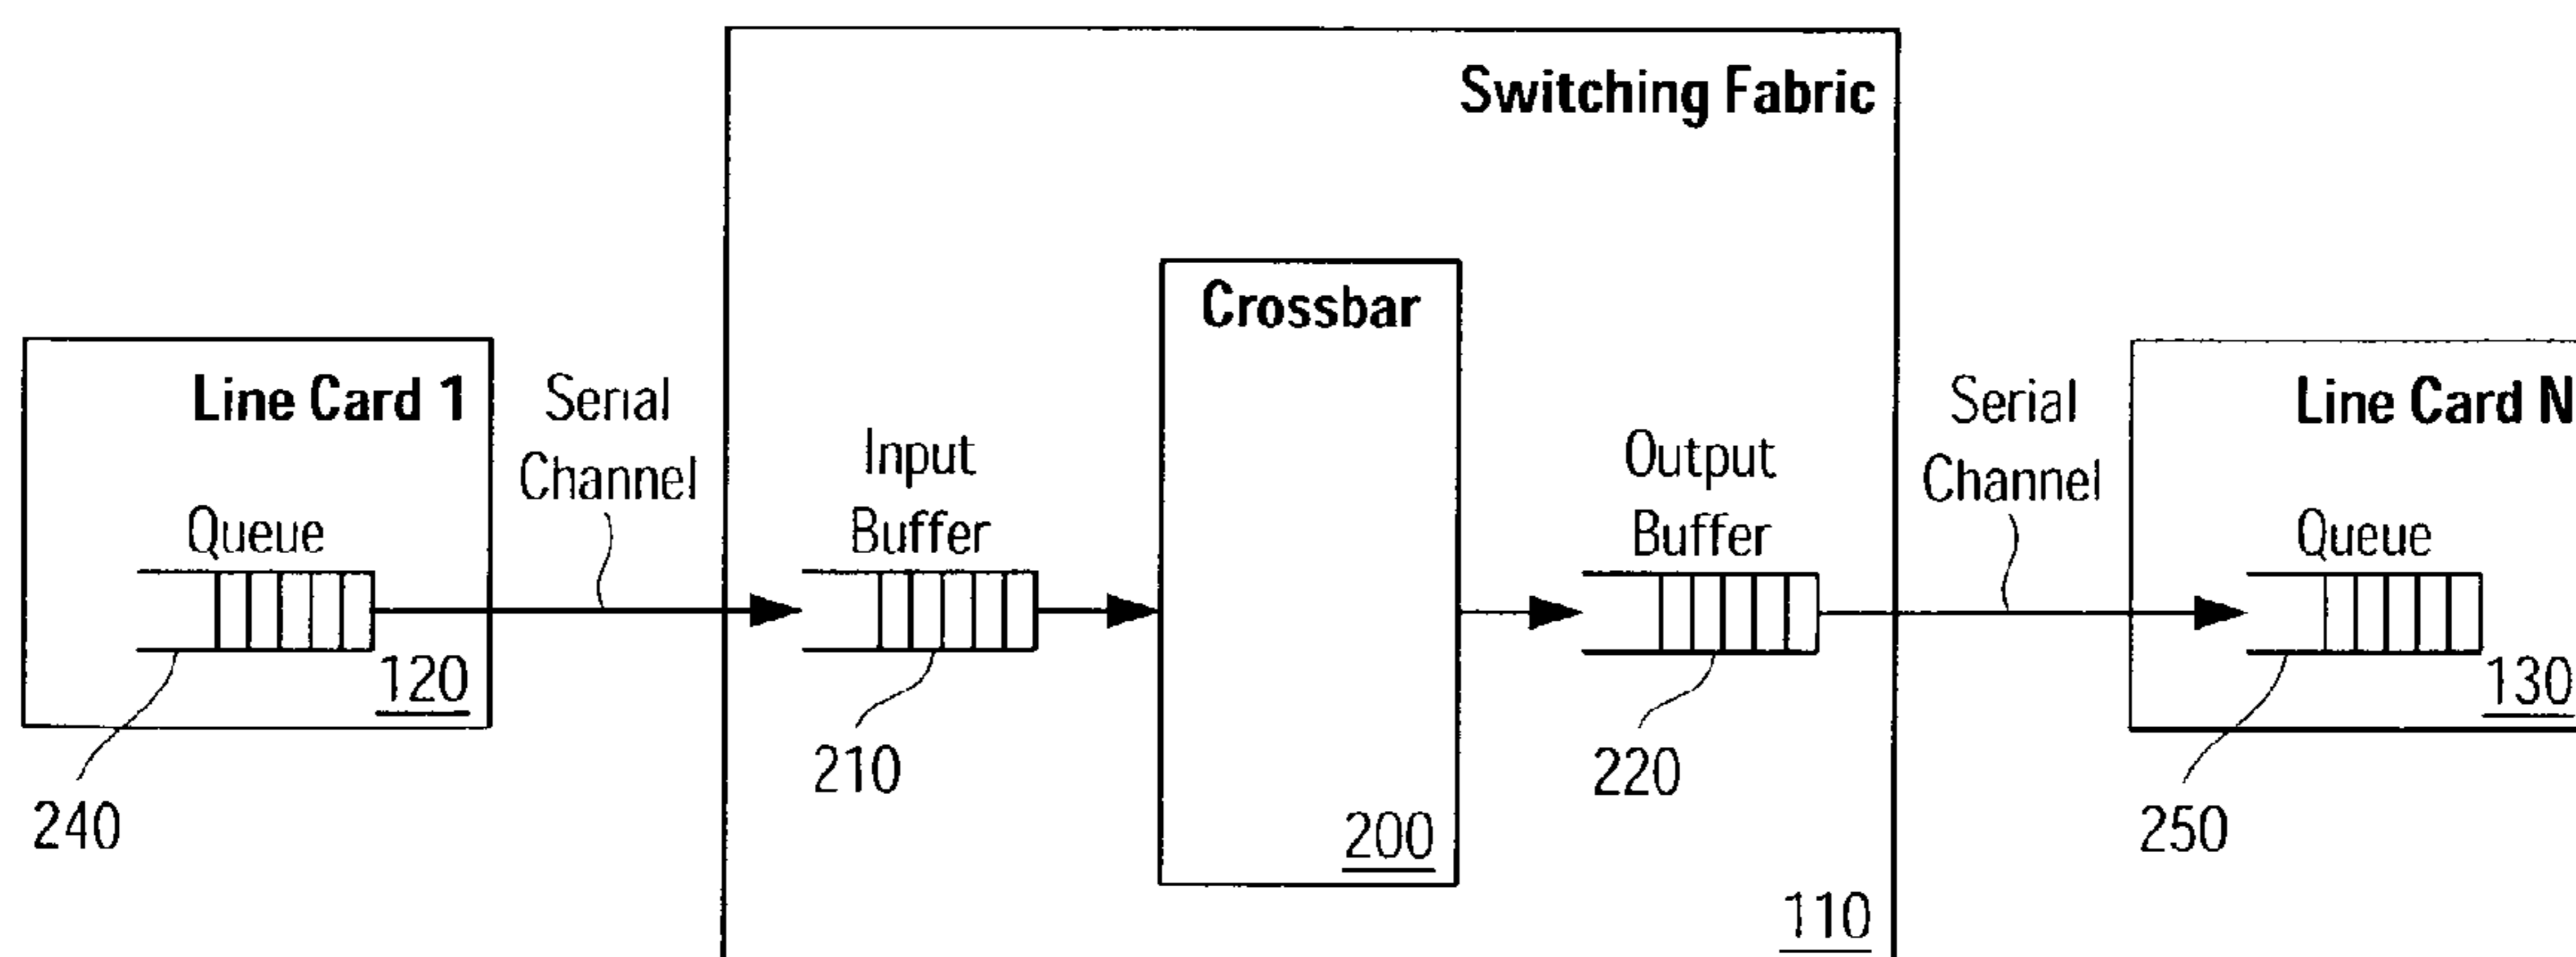 Switching Fabric
Crossbar
Line Card 1
Serial
Channel
Input
Buffer
Output
Buffer
Serial
Channel
Line Card N
Queue
Queue
120
130
210
220
240
200
250
110